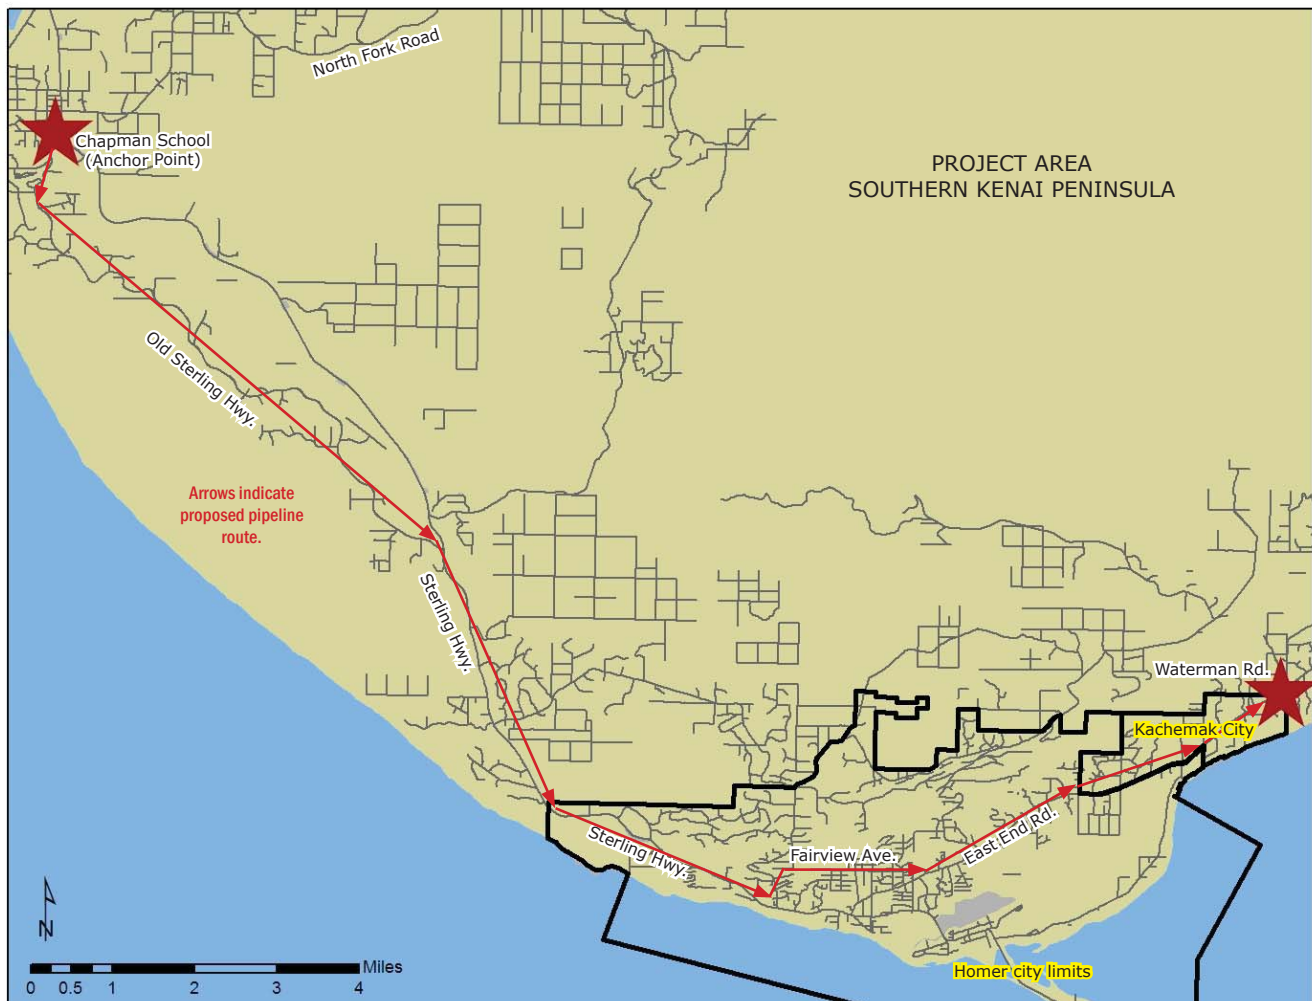 North Fork Road
Chapman School
(Anchor Point)
PROJECT AREA
SOUTHERN KENAI PENINSULA
Old Sterling Hwy.
Arrows indicate
proposed pipeline
route.
Sterling Hwy.
Waterman Rd.
Kachemak City
Sterling Hwy.
Fairview Ave.
East End Rd.
N
Homer city limits
Miles
0 0.5 1 2 3 4